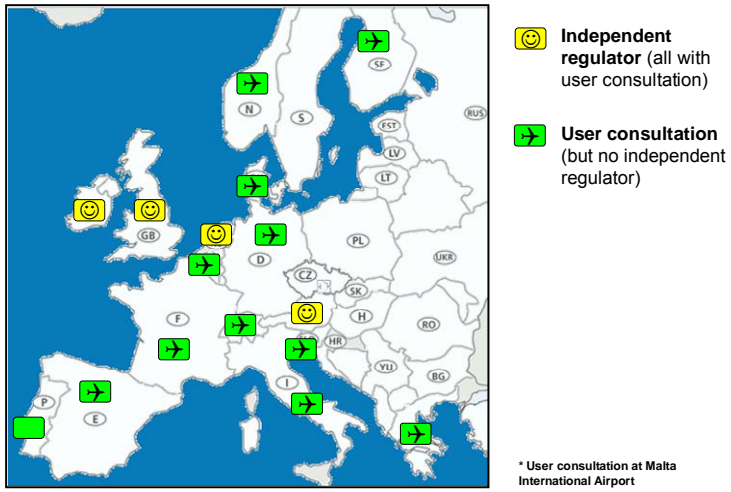 SF
N
S
RUS
EST
LV
LT
GB
PL
D
UKR
CZ
SK
F
H
RO
HR
YU
BG
I
P
E
Independent
regulator (all with
user consultation)
User consultation
(but no independent
regulator)
* User consultation at Malta
International Airport